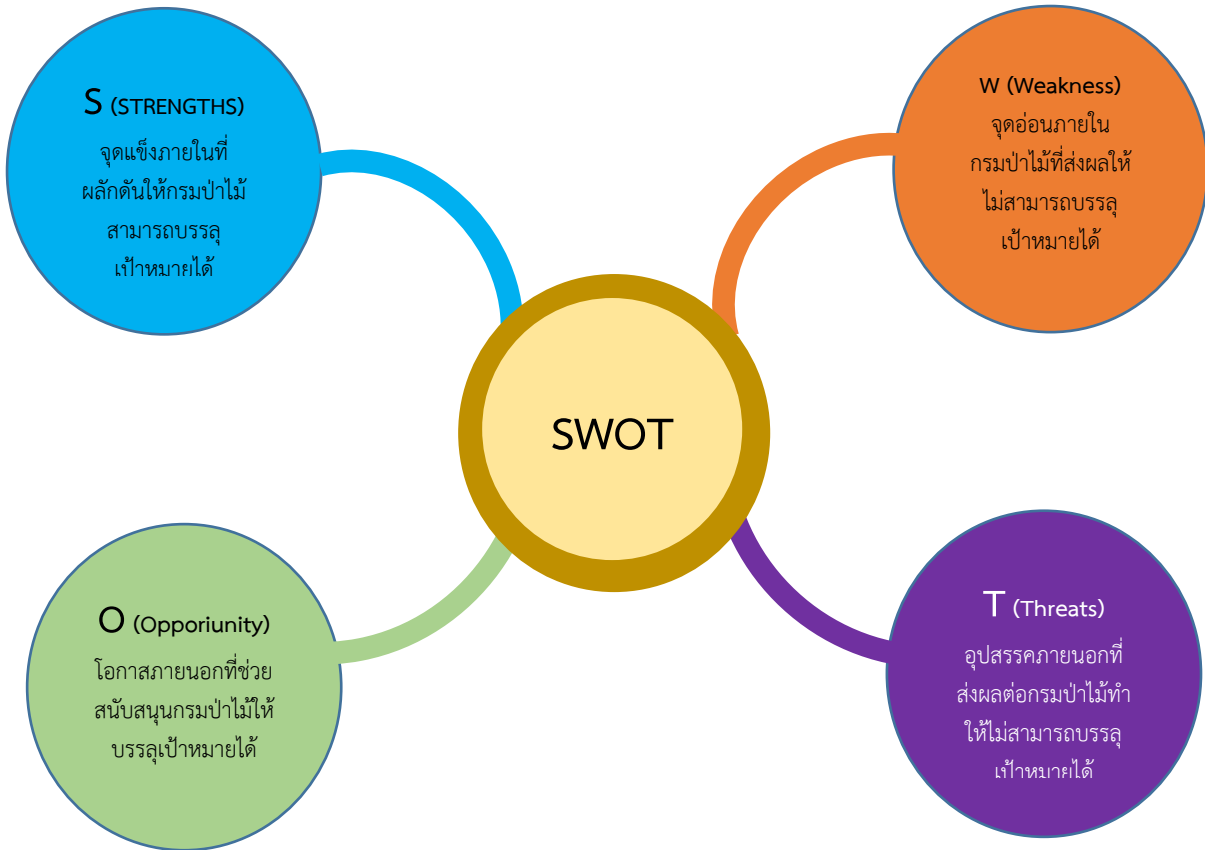 S (STRENGTHS)
จุดแข็งภายในที่
ผลักดันให้กรมป่าไม้
สามารถบรรลุ
เป้าหมายได้
W (Weakness)
จุดอ่อนภายใน
กรมป่าไม้ที่ส่งผลให้
ไม่สามารถบรรลุ
เป้าหมายได้
SWOT
O (Opporiunity)
โอกาสภายนอกที่ช่วย
สนับสนุนกรมป่าไม้ให้
บรรลุเป้าหมายได้
T (Threats)
อุปสรรคภายนอกที่
ส่งผลต่อกรมป่าไม้ทำ
ให้ไม่สามารถบรรลุ
เป้าหมายได้